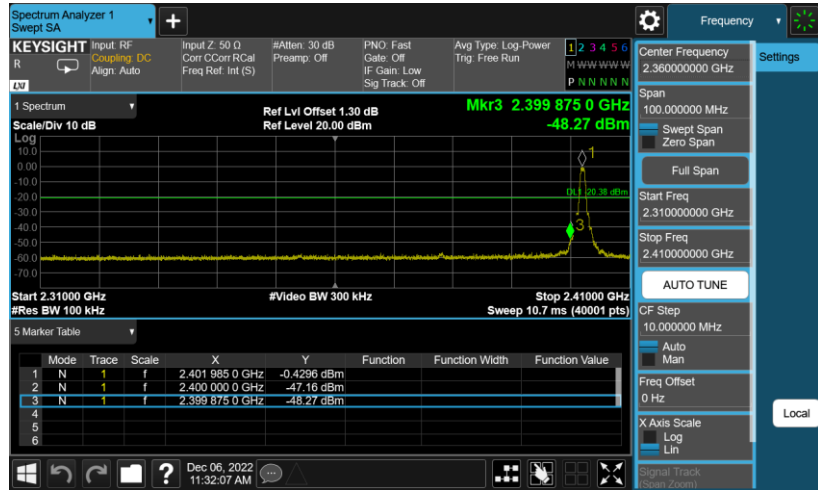 Spectrum Analyzer 1
Swept SA
+
Frequency
KEYSIGHT
R
LXI
Input: RF
Coupling: DC
Align: Auto
Input Z: 50 Ω
Corr CCorr RCal
Freq Ref: Int (S)
#Atten: 30 dB
Preamp: Off
PNO: Fast
Gate: Off
IF Gain: Low
Sig Track: Off
Avg Type: Log-Power
Trig: Free Run
1 2 3 4 5 6
M W W W W W
P N N N N N
Center Frequency
2.360000000 GHz
Settings
1 Spectrum
Scale/Div 10 dB
Ref Lvl Offset 1.30 dB
Ref Level 20.00 dBm
Mkr3 2.399 875 0 GHz
-48.27 dBm
Log
10.0
0.00
-10.0
-20.0
-30.0
-40.0
-50.0
-60.0
-70.0
1
DL1 -20.38 dBm
3
Start 2.31000 GHz
#Res BW 100 kHz
#Video BW 300 kHz
Stop 2.41000 GHz
Sweep 10.7 ms (40001 pts)
Span
100.000000 MHz
Swept Span
Zero Span
Full Span
Start Freq
2.310000000 GHz
Stop Freq
2.410000000 GHz
AUTO TUNE
CF Step
10.000000 MHz
Auto
Man
Freq Offset
0 Hz
X Axis Scale
Log
Lin
Signal Track
(Span Zoom)
Local
5 Marker Table
Mode Trace Scale X Y Function Function Width Function Value
1 N 1 f 2.401 985 0 GHz -0.4296 dBm
2 N 1 f 2.400 000 0 GHz -47.16 dBm
3 N 1 f 2.399 875 0 GHz -48.27 dBm
4
5
6
?
Dec 06, 2022
11:32:07 AM